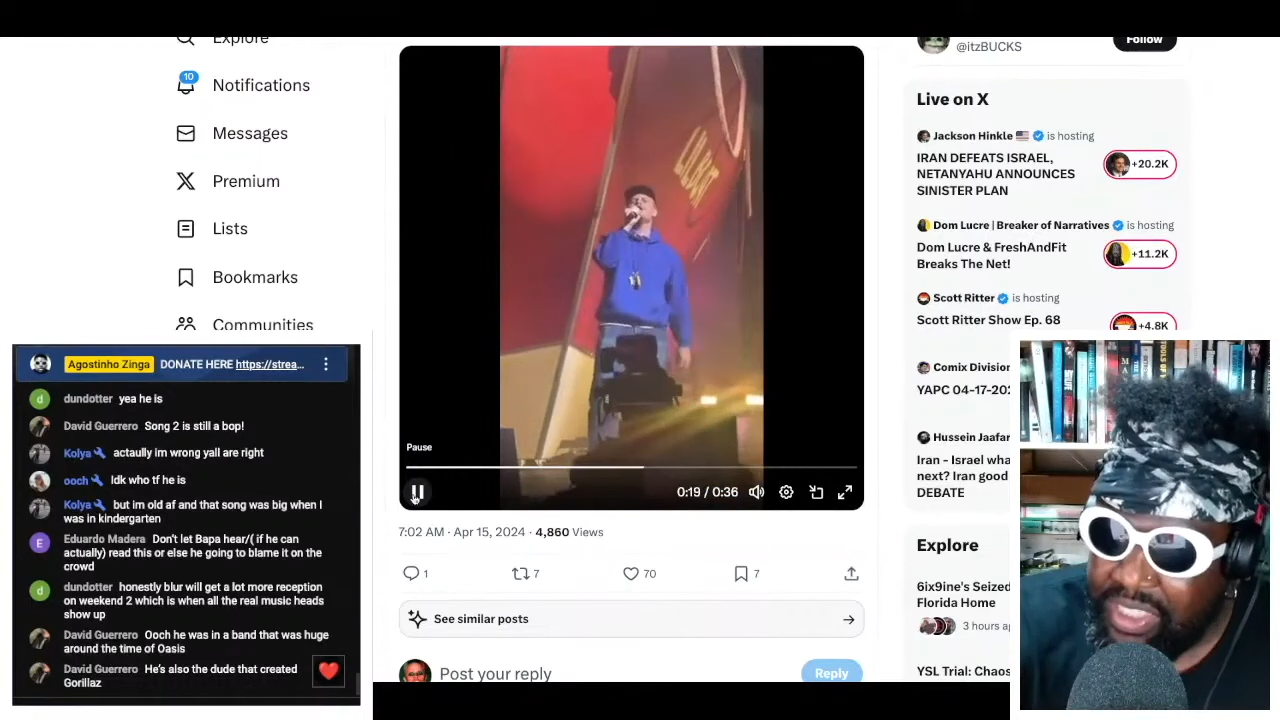 Explore
10
Notifications
Messages
Premium
Lists
Bookmarks
Communities
Pause
0:19 / 0:36
7:02 AM · Apr 15, 2024 · 4,860 Views
1
7
70
7
See similar posts
Post your reply
Reply
@itzBUCKS
Follow
Live on X
Jackson Hinkle is hosting
IRAN DEFEATS ISRAEL,
NETANYAHU ANNOUNCES
SINISTER PLAN
+20.2K
Dom Lucre | Breaker of Narratives is hosting
Dom Lucre & FreshAndFit
Breaks The Net!
+11.2K
Scott Ritter is hosting
Scott Ritter Show Ep. 68
+4.8K
Comix Division
YAPC 04-17-202
Hussein Jaafar
Iran - Israel wha
next? Iran good
DEBATE
Explore
6ix9ine's Seized
Florida Home
3 hours ag
YSL Trial: Chaos
Agostinho Zinga DONATE HERE https://strea...
d dundotter yea he is
David Guerrero Song 2 is still a bop!
Kolya actaully im wrong yall are right
ooch Idk who tf he is
Kolya but im old af and that song was big when I
was in kindergarten
E Eduardo Madera Don't let Bapa hear/( if he can
actually) read this or else he going to blame it on the
crowd
d dundotter honestly blur will get a lot more reception
on weekend 2 which is when all the real music heads
show up
David Guerrero Ooch he was in a band that was huge
around the time of Oasis
David Guerrero He's also the dude that created
Gorillaz